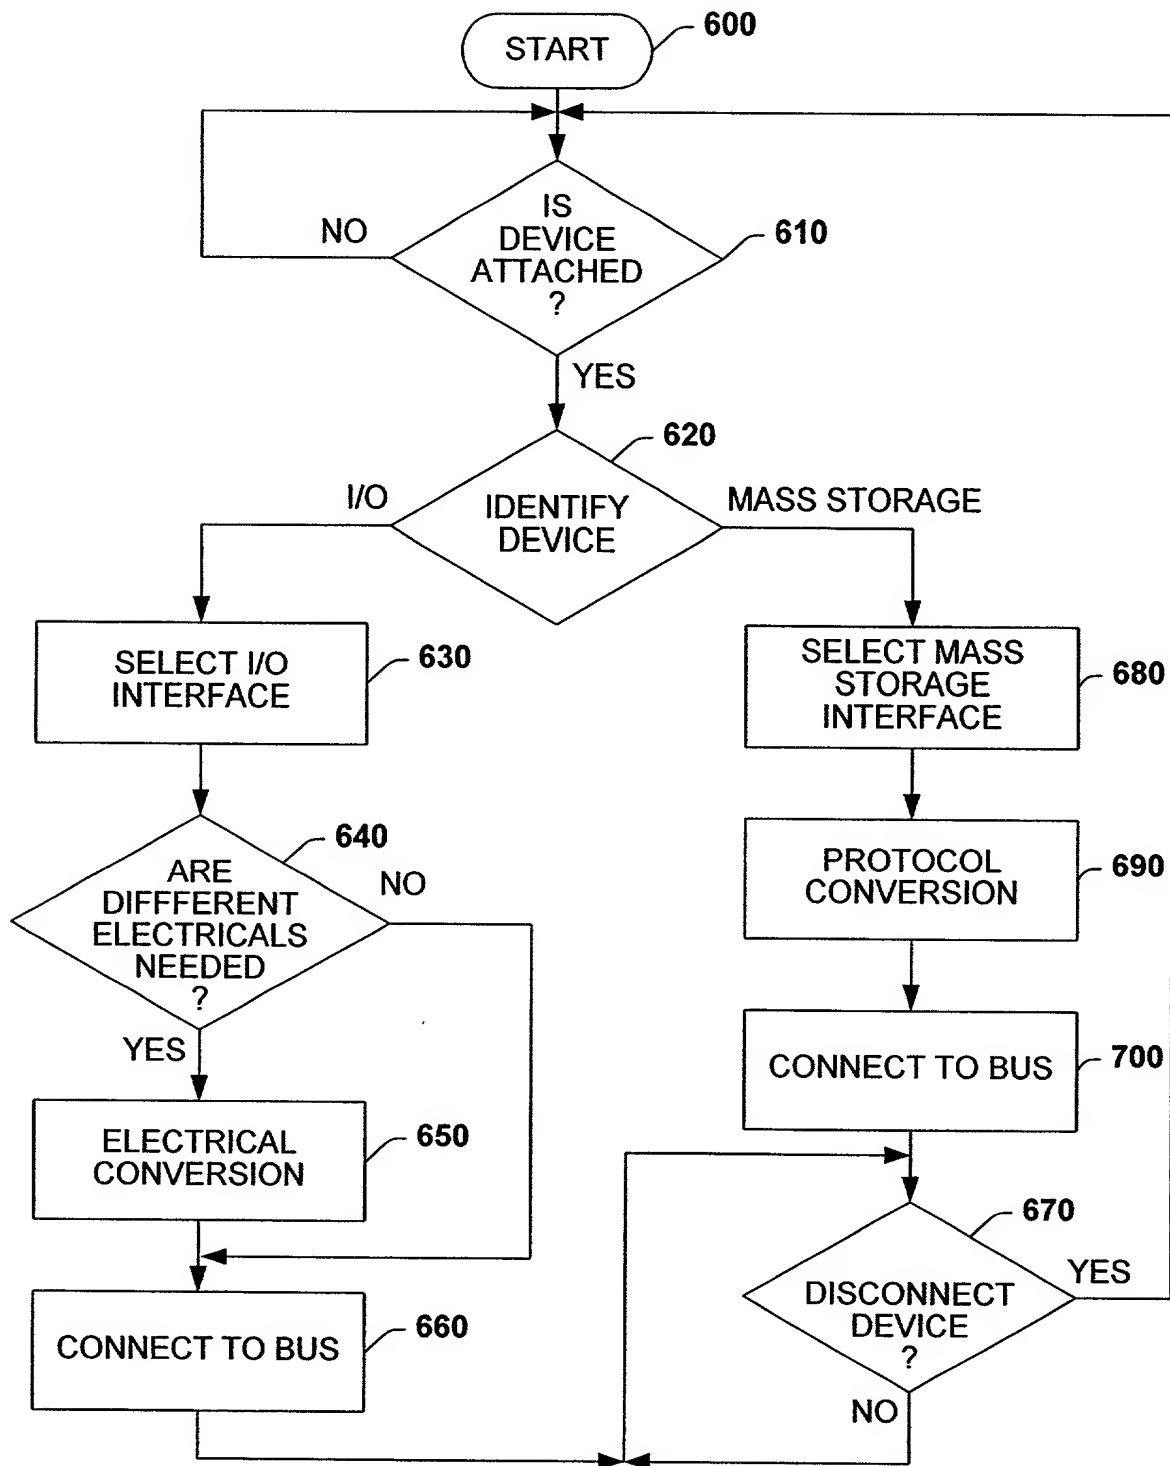 START
600
IS
DEVICE
ATTACHED
?
610
NO
YES
620
I/O
IDENTIFY
DEVICE
MASS STORAGE
SELECT I/O
INTERFACE
630
SELECT MASS
STORAGE
INTERFACE
680
640
ARE
DIFFFERENT
ELECTRICALS
NEEDED
?
NO
YES
PROTOCOL
CONVERSION
690
CONNECT TO BUS
700
ELECTRICAL
CONVERSION
650
670
DISCONNECT
DEVICE
?
YES
NO
CONNECT TO BUS
660